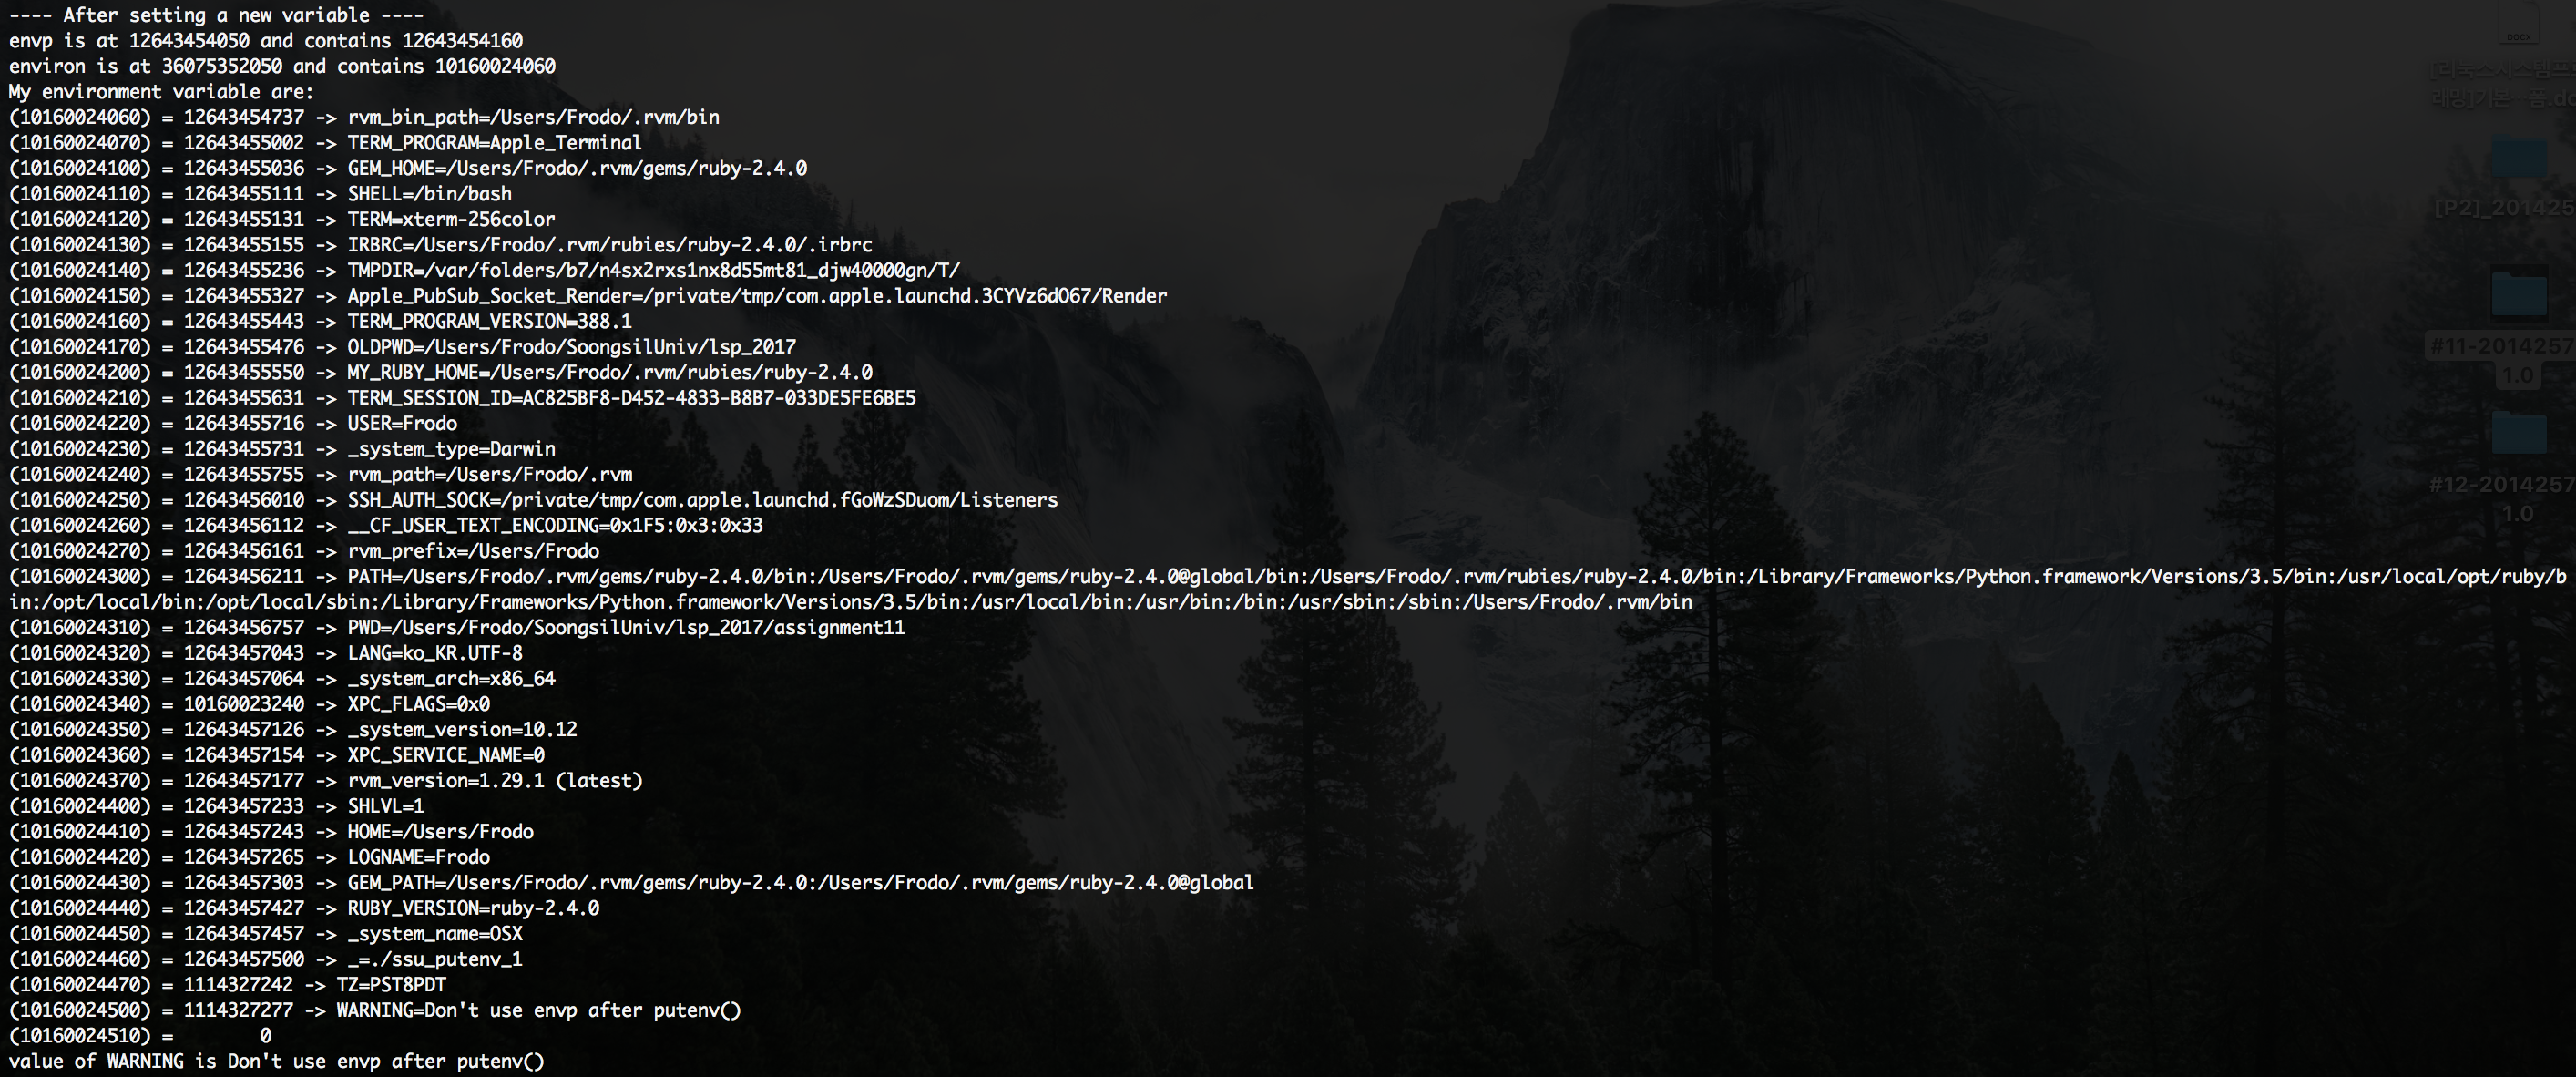 ---- After setting a new variable ----
envp is at 12643454050 and contains 12643454160
environ is at 36075352050 and contains 10160024060
My environment variable are:
(10160024060) = 12643454737 -> rvm_bin_path=/Users/Frodo/.rvm/bin
(10160024070) = 12643455002 -> TERM_PROGRAM=Apple_Terminal
(10160024100) = 12643455036 -> GEM_HOME=/Users/Frodo/.rvm/gems/ruby-2.4.0
(10160024110) = 12643455111 -> SHELL=/bin/bash
(10160024120) = 12643455131 -> TERM=xterm-256color
(10160024130) = 12643455155 -> IRBRC=/Users/Frodo/.rvm/rubies/ruby-2.4.0/.irbrc
(10160024140) = 12643455236 -> TMPDIR=/var/folders/b7/n4sx2rxs1nx8d55mt81_djw40000gn/T/
(10160024150) = 12643455327 -> Apple_PubSub_Socket_Render=/private/tmp/com.apple.launchd.3CYVz6dO67/Render
(10160024160) = 12643455443 -> TERM_PROGRAM_VERSION=388.1
(10160024170) = 12643455476 -> OLDPWD=/Users/Frodo/SoongsilUniv/lsp_2017
(10160024200) = 12643455550 -> MY_RUBY_HOME=/Users/Frodo/.rvm/rubies/ruby-2.4.0
(10160024210) = 12643455631 -> TERM_SESSION_ID=AC825BF8-D452-4833-B8B7-033DE5FE6BE5
(10160024220) = 12643455716 -> USER=Frodo
(10160024230) = 12643455731 -> _system_type=Darwin
(10160024240) = 12643455755 -> rvm_path=/Users/Frodo/.rvm
(10160024250) = 12643456010 -> SSH_AUTH_SOCK=/private/tmp/com.apple.launchd.fGoWzSDuom/Listeners
(10160024260) = 12643456112 -> __CF_USER_TEXT_ENCODING=0x1F5:0x3:0x33
(10160024270) = 12643456161 -> rvm_prefix=/Users/Frodo
(10160024300) = 12643456211 -> PATH=/Users/Frodo/.rvm/gems/ruby-2.4.0/bin:/Users/Frodo/.rvm/gems/ruby-2.4.0@global/bin:/Users/Frodo/.rvm/rubies/ruby-2.4.0/bin:/Library/Frameworks/Python.framework/Versions/3.5/bin:/usr/local/opt/ruby/b
in:/opt/local/bin:/opt/local/sbin:/Library/Frameworks/Python.framework/Versions/3.5/bin:/usr/local/bin:/usr/bin:/bin:/usr/sbin:/sbin:/Users/Frodo/.rvm/bin
(10160024310) = 12643456757 -> PWD=/Users/Frodo/SoongsilUniv/lsp_2017/assignment11
(10160024320) = 12643457043 -> LANG=ko_KR.UTF-8
(10160024330) = 12643457064 -> _system_arch=x86_64
(10160024340) = 10160023240 -> XPC_FLAGS=0x0
(10160024350) = 12643457126 -> _system_version=10.12
(10160024360) = 12643457154 -> XPC_SERVICE_NAME=0
(10160024370) = 12643457177 -> rvm_version=1.29.1 (latest)
(10160024400) = 12643457233 -> SHLVL=1
(10160024410) = 12643457243 -> HOME=/Users/Frodo
(10160024420) = 12643457265 -> LOGNAME=Frodo
(10160024430) = 12643457303 -> GEM_PATH=/Users/Frodo/.rvm/gems/ruby-2.4.0:/Users/Frodo/.rvm/gems/ruby-2.4.0@global
(10160024440) = 12643457427 -> RUBY_VERSION=ruby-2.4.0
(10160024450) = 12643457457 -> _system_name=OSX
(10160024460) = 12643457500 -> _=./ssu_putenv_1
(10160024470) = 1114327242 -> TZ=PST8PDT
(10160024500) = 1114327277 -> WARNING=Don't use envp after putenv()
(10160024510) =        0
value of WARNING is Don't use envp after putenv()
DOCX
[P2]_201425
#11-2014257
1.0
#12-2014257
1.0